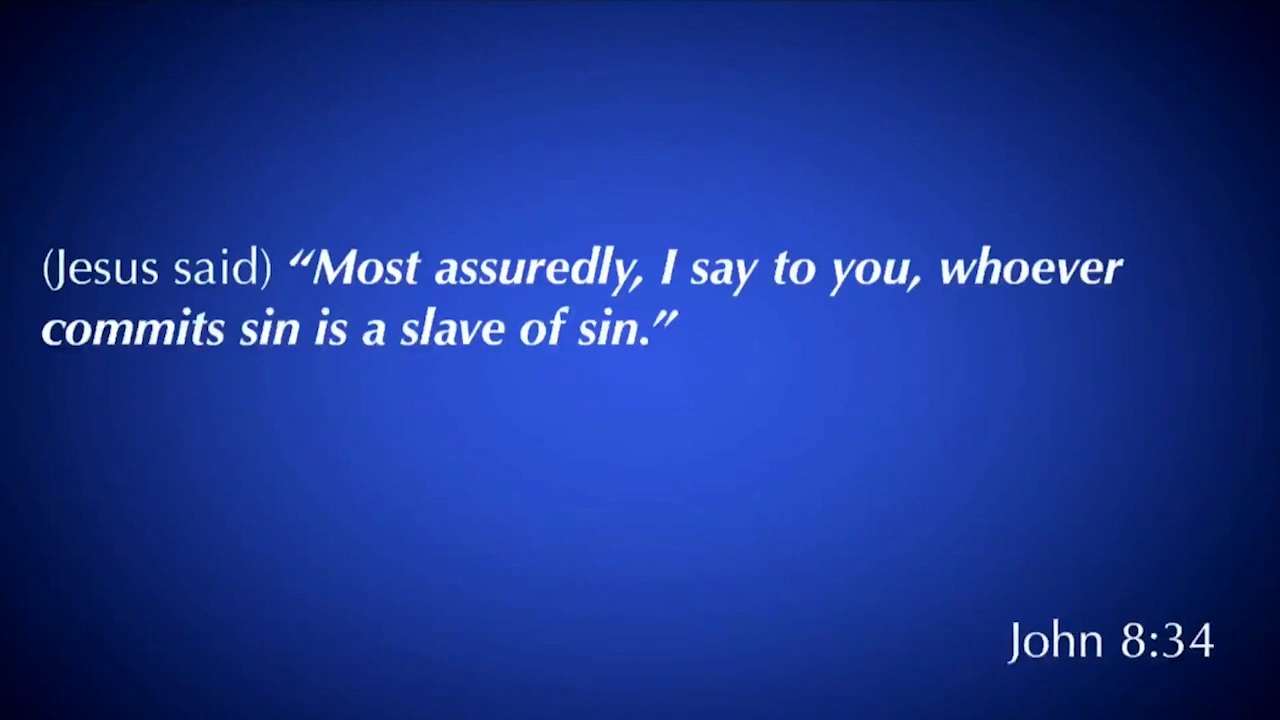 (Jesus said) “Most assuredly, I say to you, whoever
commits sin is a slave of sin.”
John 8:34